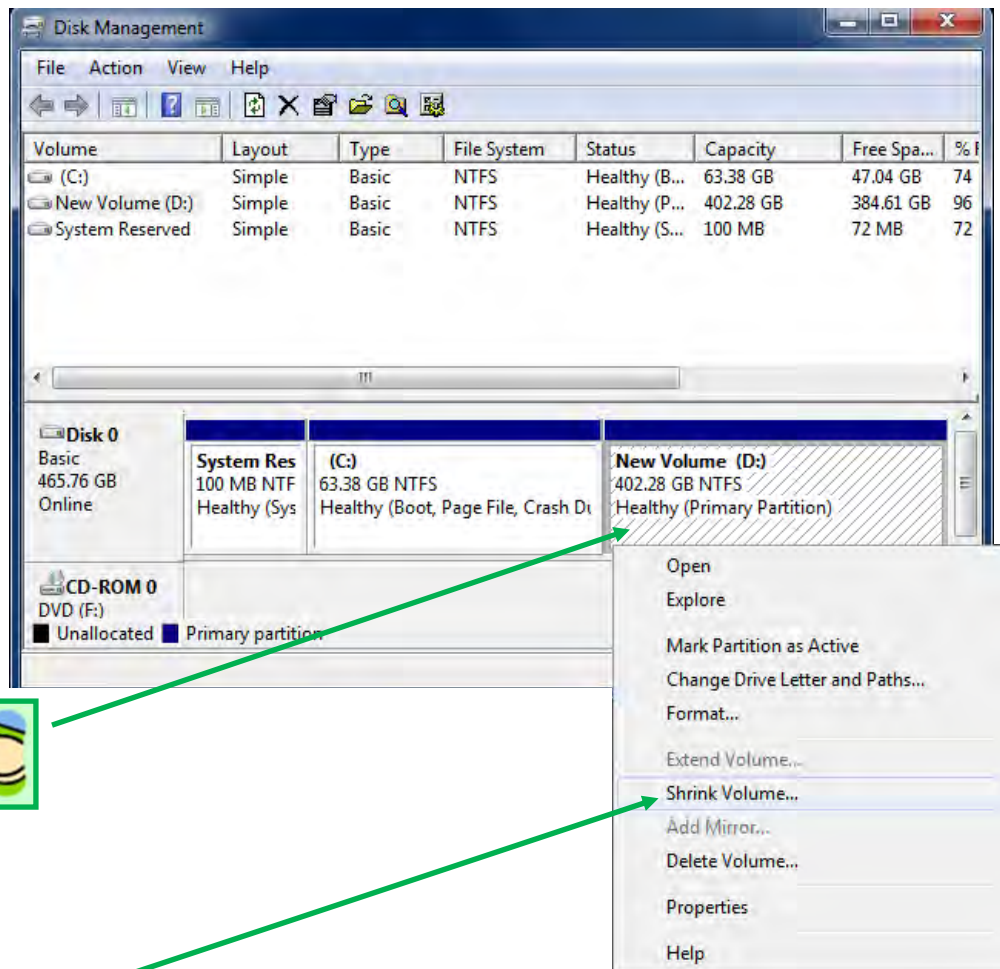 Disk Management
File Action View Help
Volume Layout Type File System Status Capacity Free Spa... % F
(C:) Simple Basic NTFS Healthy (B... 63.38 GB 47.04 GB 74
New Volume (D:) Simple Basic NTFS Healthy (P... 402.28 GB 384.61 GB 96
System Reserved Simple Basic NTFS Healthy (S... 100 MB 72 MB 72
Disk 0
Basic
465.76 GB
Online
System Res
100 MB NTF
Healthy (Sys
(C:)
63.38 GB NTFS
Healthy (Boot, Page File, Crash Du
New Volume (D:)
402.28 GB NTFS
Healthy (Primary Partition)
CD-ROM 0
DVD (F:)
Unallocated Primary partition
Open
Explore
Mark Partition as Active
Change Drive Letter and Paths...
Format...
Extend Volume...
Shrink Volume...
Add Mirror...
Delete Volume...
Properties
Help